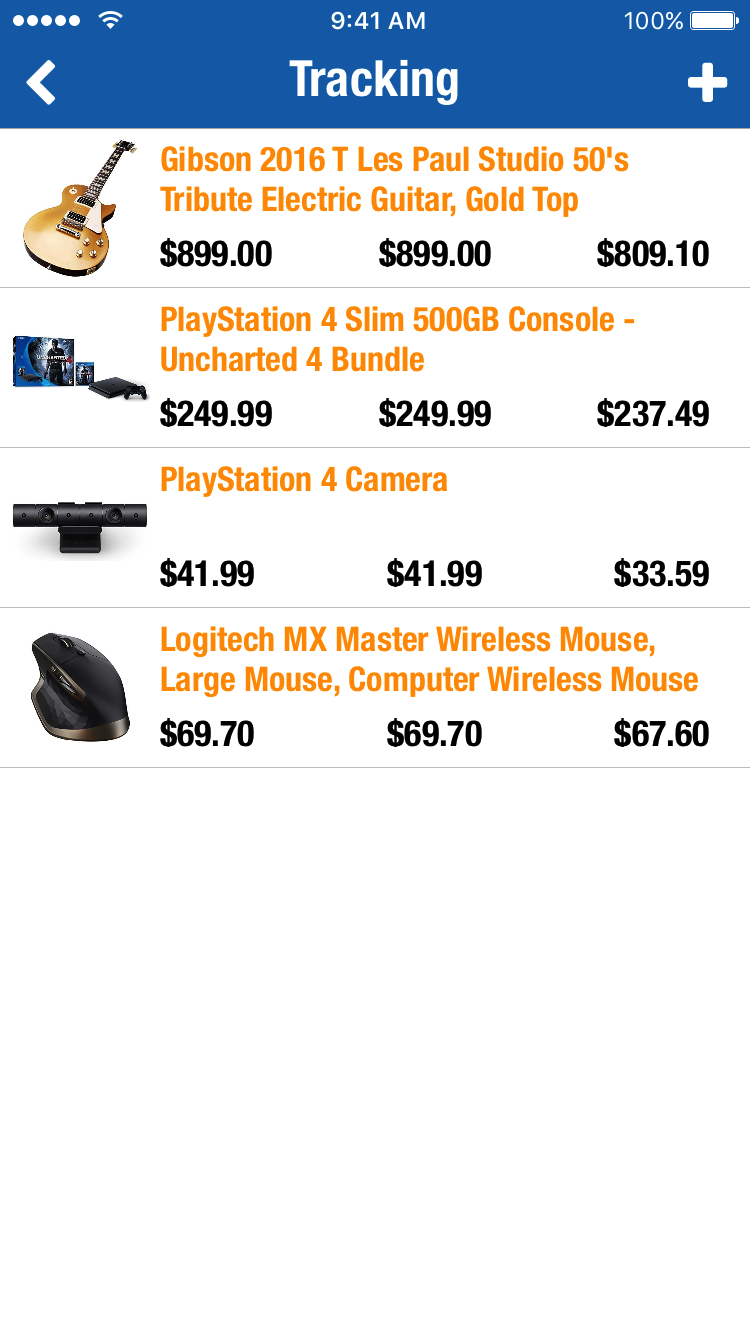 9:41 AM
100%
Tracking
Gibson 2016 T Les Paul Studio 50's
Tribute Electric Guitar, Gold Top
$899.00 $899.00 $809.10
PlayStation 4 Slim 500GB Console -
Uncharted 4 Bundle
$249.99 $249.99 $237.49
PlayStation 4 Camera
$41.99 $41.99 $33.59
Logitech MX Master Wireless Mouse,
Large Mouse, Computer Wireless Mouse
$69.70 $69.70 $67.60